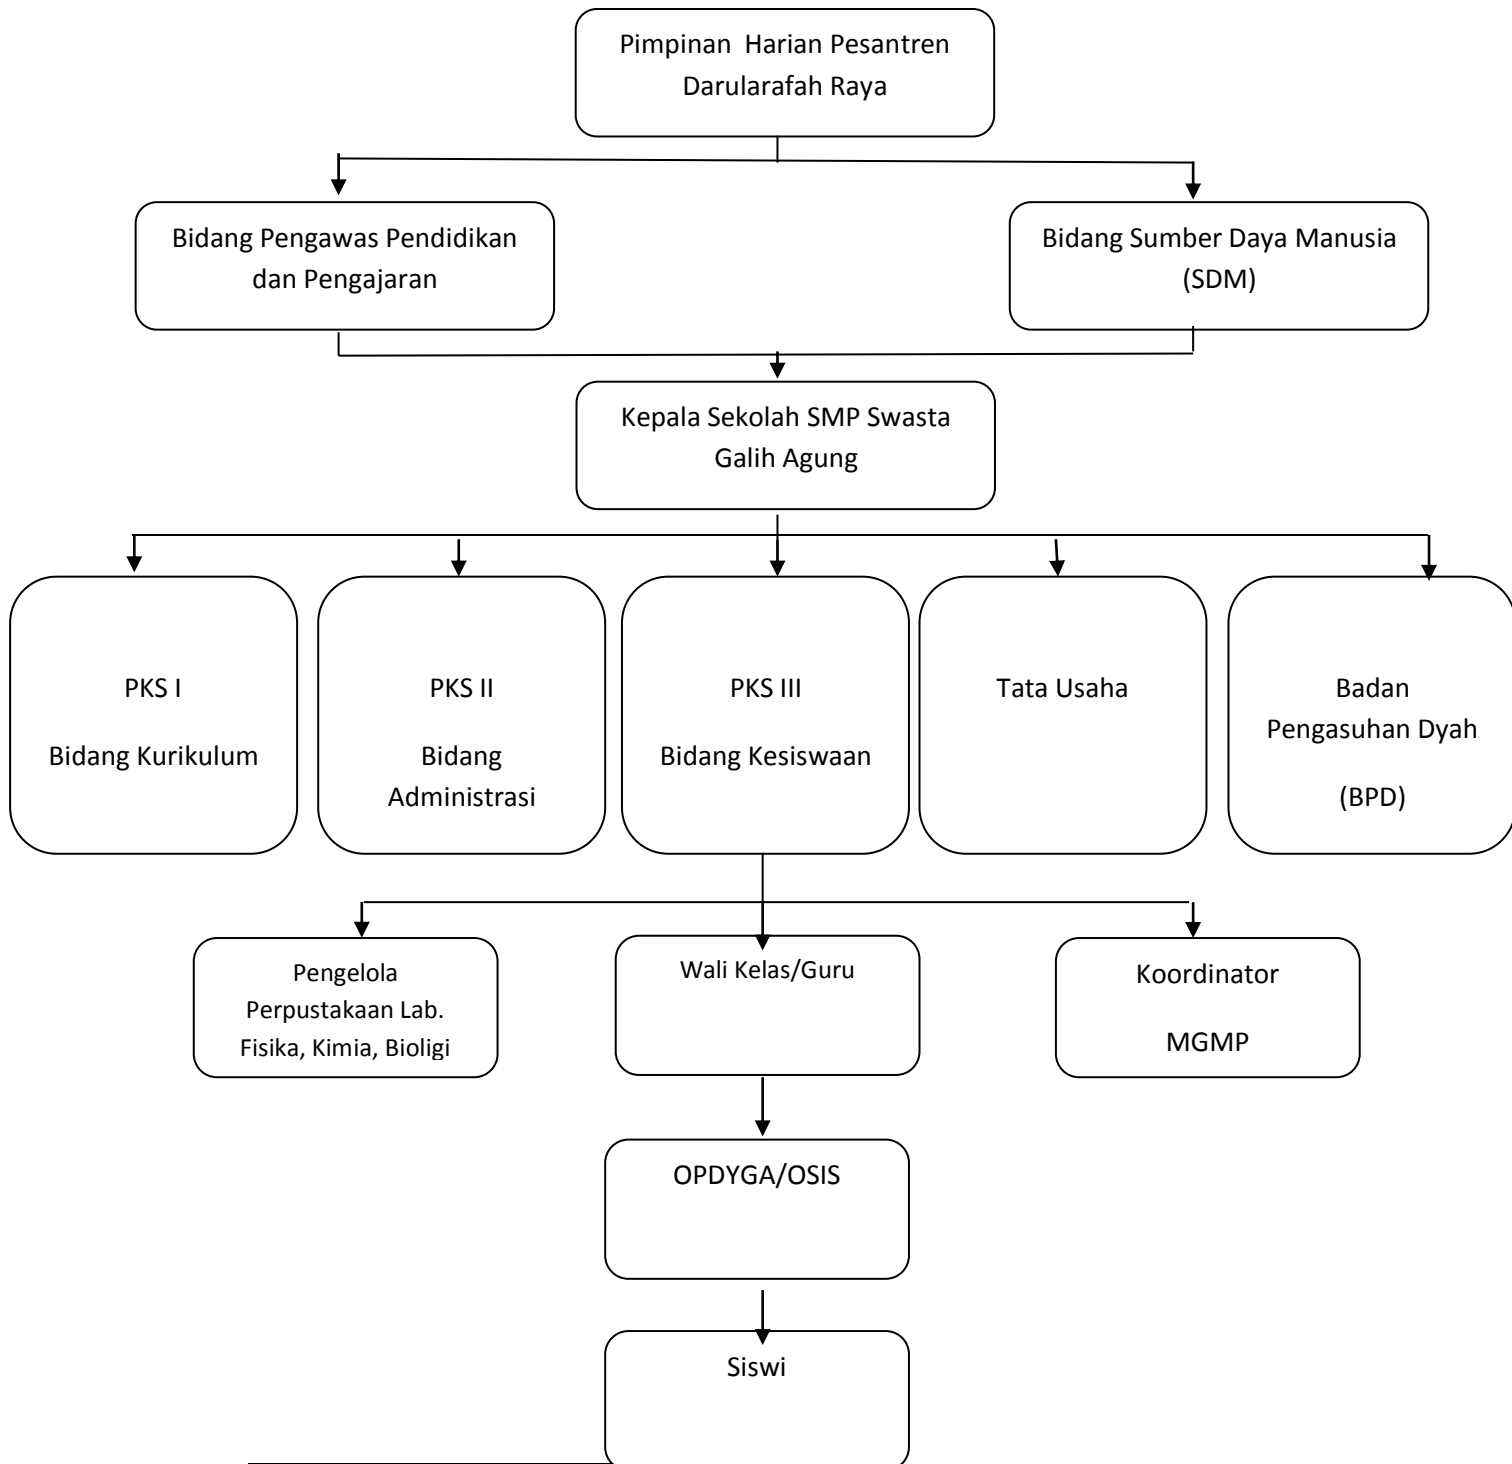 Pimpinan  Harian Pesantren
Darularafah Raya
Bidang Pengawas Pendidikan
dan Pengajaran
Bidang Sumber Daya Manusia
(SDM)
Kepala Sekolah SMP Swasta
Galih Agung
PKS I
Bidang Kurikulum
PKS II
Bidang
Administrasi
PKS III
Bidang Kesiswaan
Tata Usaha
Badan
Pengasuhan Dyah
(BPD)
Pengelola
Perpustakaan Lab.
Fisika, Kimia, Bioligi
Wali Kelas/Guru
Koordinator
MGMP
OPDYGA/OSIS
Siswi